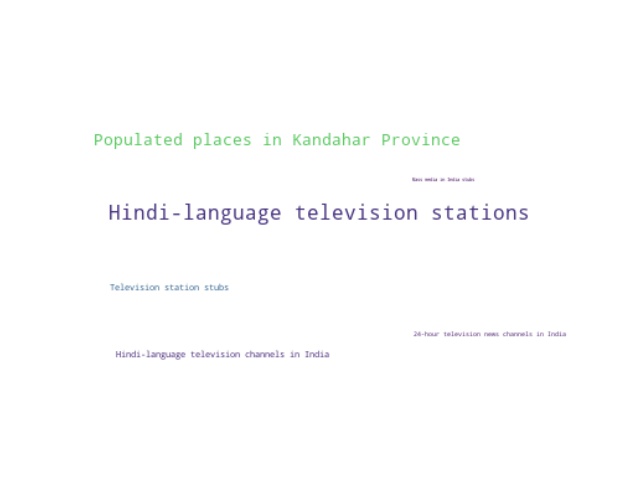 Populated places in Kandahar Province
Mass media in India stubs
Hindi-language television stations
Television station stubs
24-hour television news channels in India
Hindi-language television channels in India